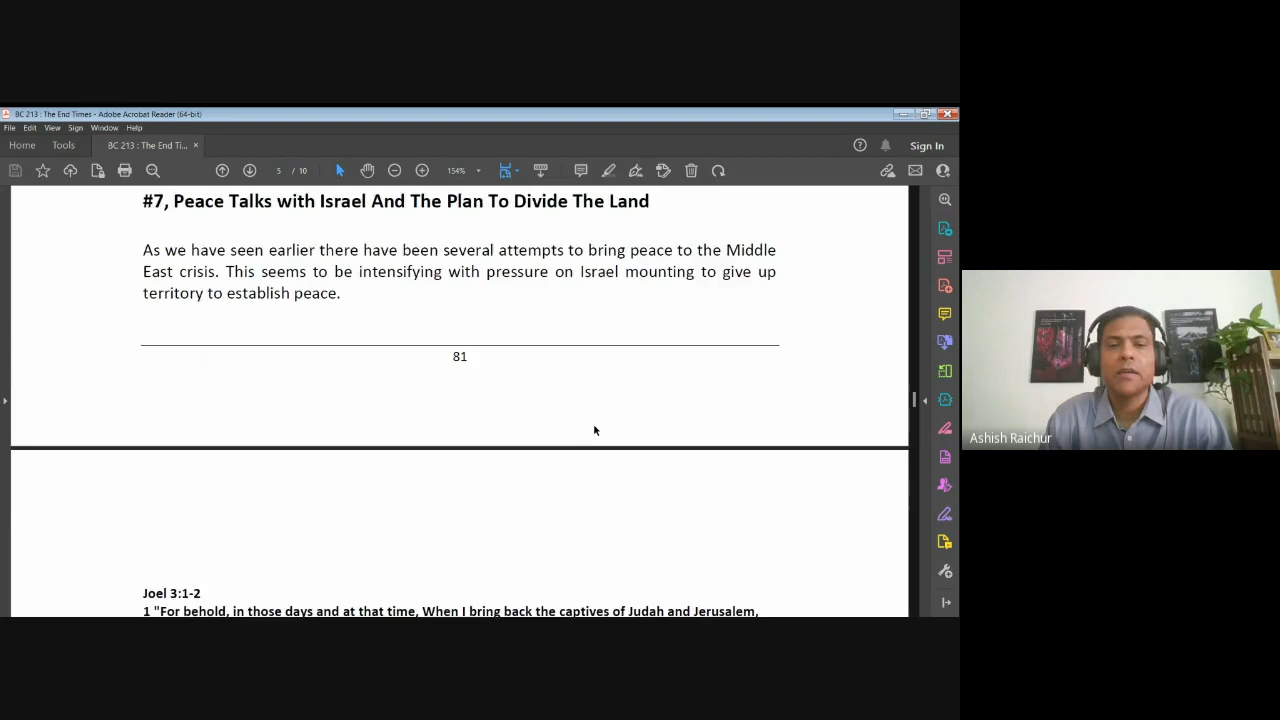 BC 213 : The End Times - Adobe Acrobat Reader (64-bit)
File Edit View Sign Window Help
Home Tools BC 213 : The End Ti... × Sign In
5 / 10 154%
#7, Peace Talks with Israel And The Plan To Divide The Land
As we have seen earlier there have been several attempts to bring peace to the Middle
East crisis. This seems to be intensifying with pressure on Israel mounting to give up
territory to establish peace.
81
Joel 3:1-2
1 "For behold, in those days and at that time, When I bring back the captives of Judah and Jerusalem,
Ashish Raichur